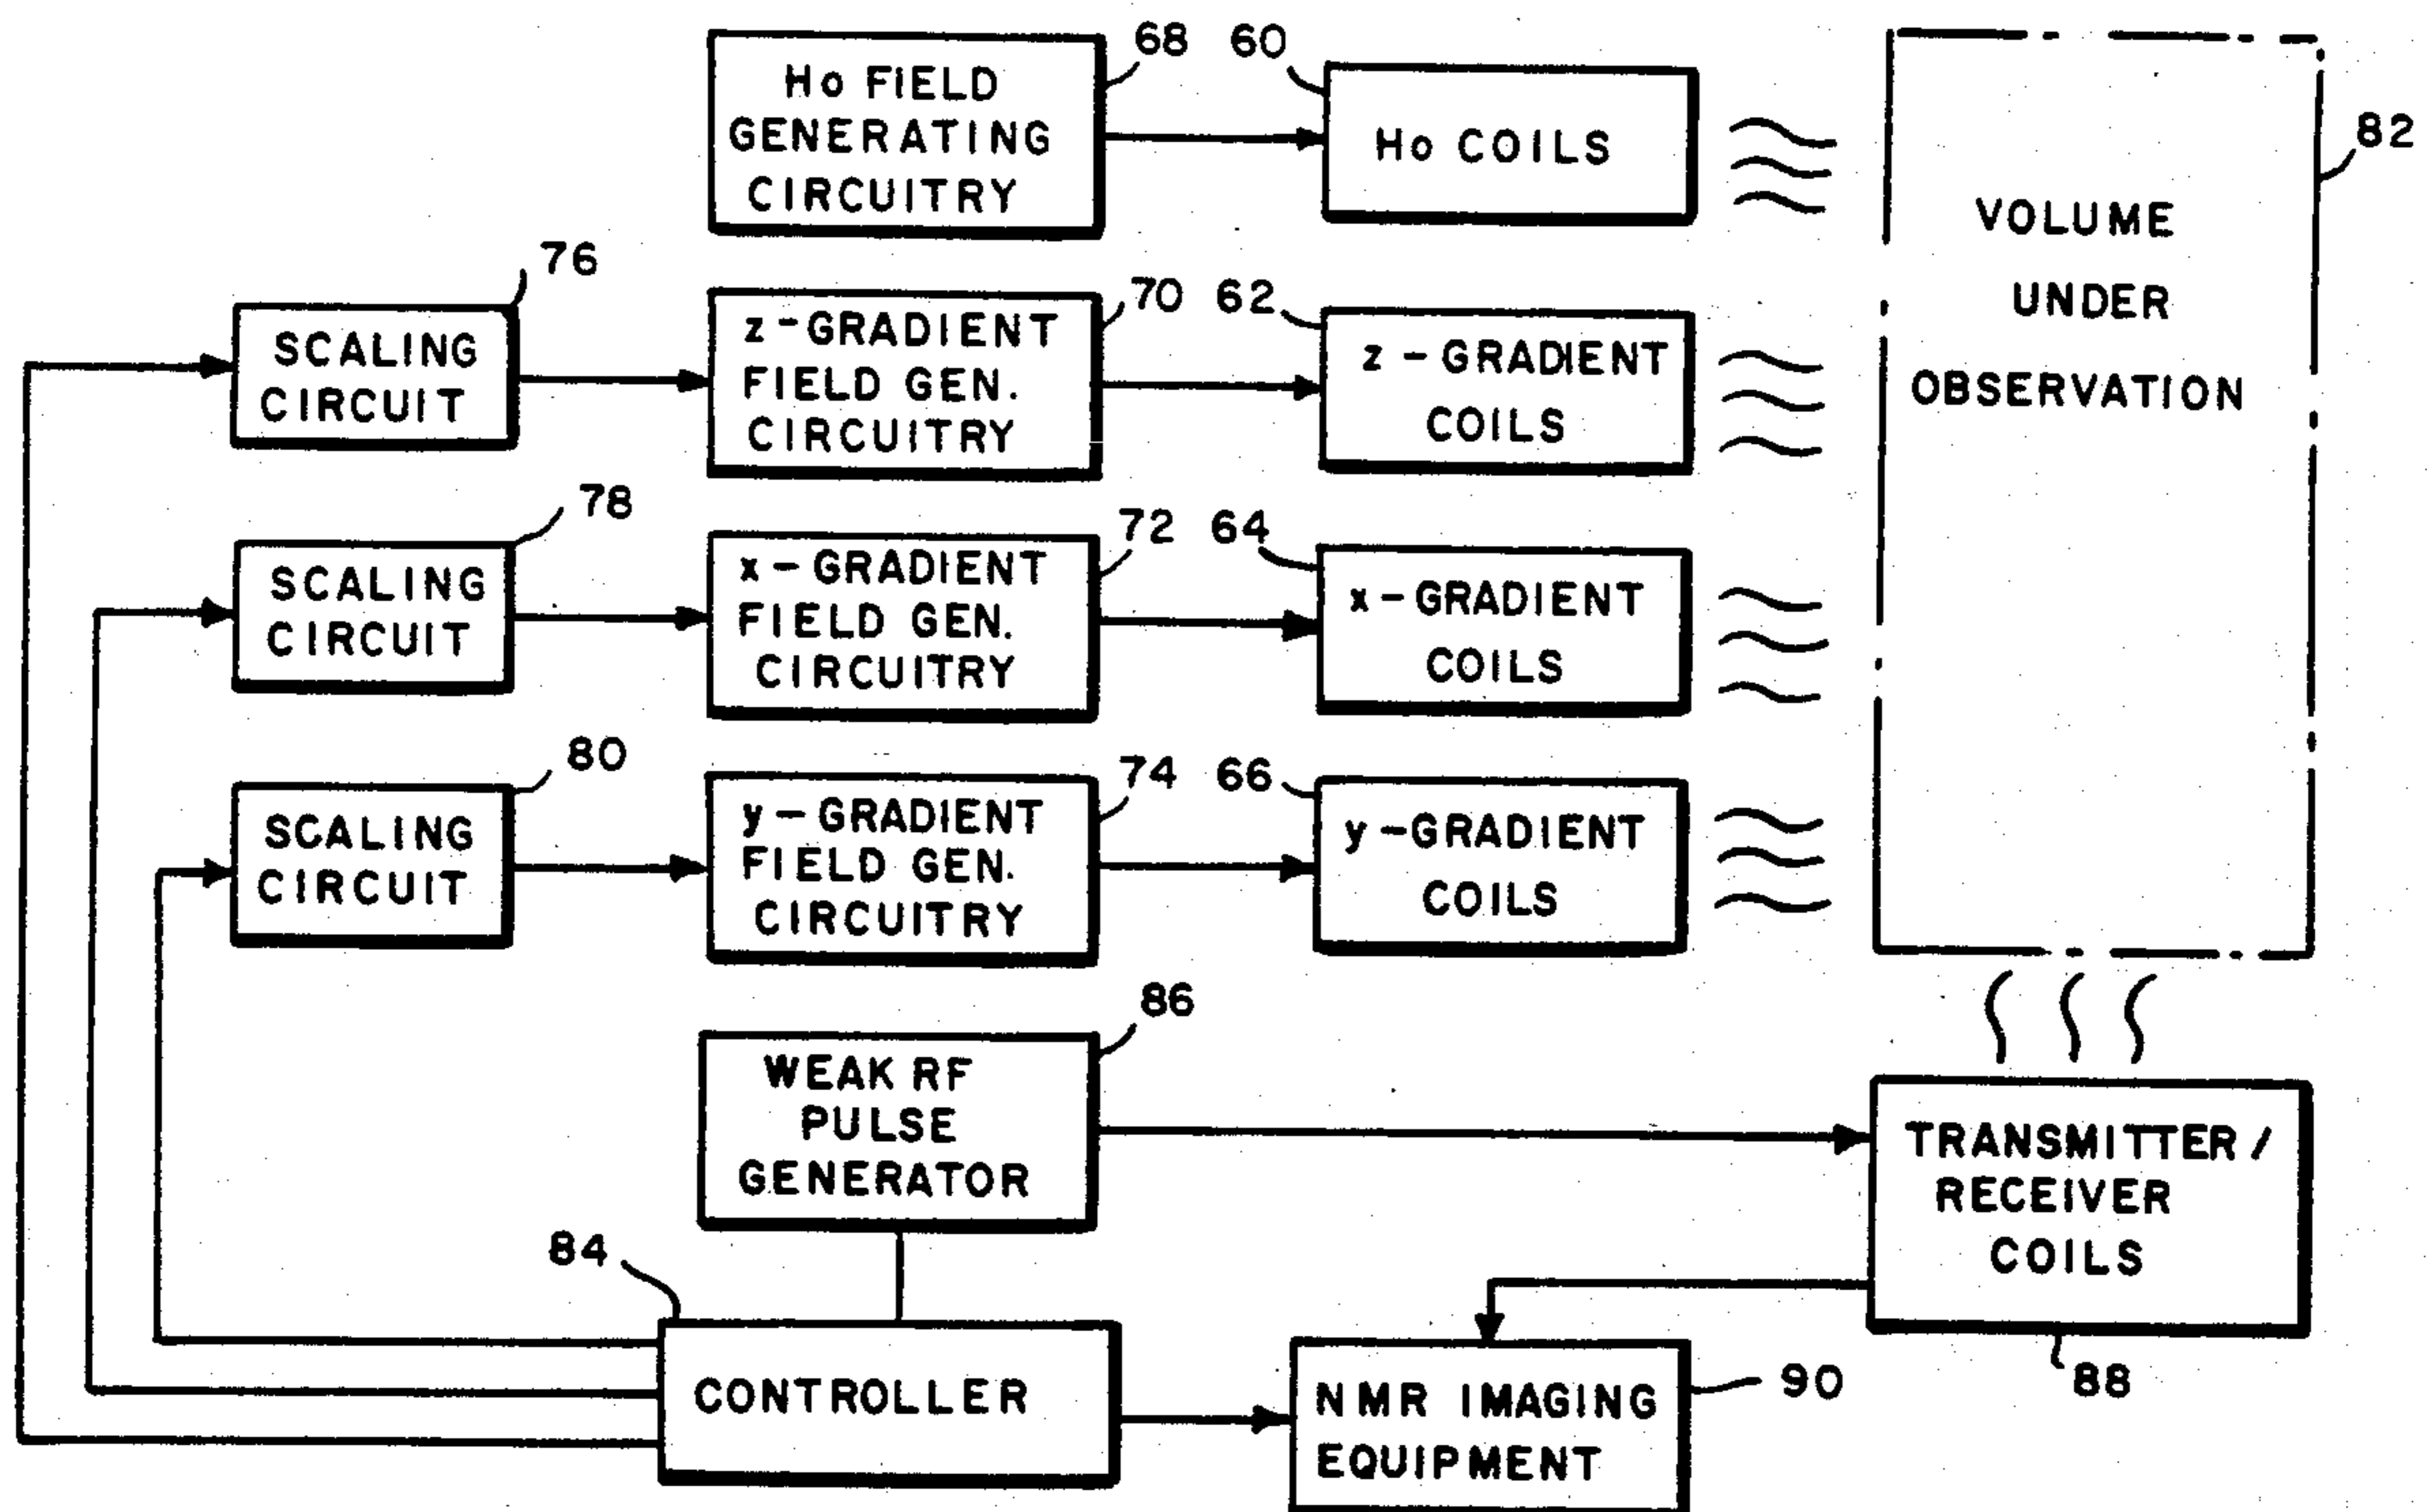 68
60
Ho FIELD
GENERATING
CIRCUITRY
Ho COILS
82
VOLUME
UNDER
OBSERVATION
76
SCALING
CIRCUIT
70
z-GRADIENT
FIELD GEN.
CIRCUITRY
62
z-GRADIENT
COILS
78
SCALING
CIRCUIT
72
x-GRADIENT
FIELD GEN.
CIRCUITRY
64
x-GRADIENT
COILS
80
SCALING
CIRCUIT
74
y-GRADIENT
FIELD GEN.
CIRCUITRY
66
y-GRADIENT
COILS
86
WEAK RF
PULSE
GENERATOR
TRANSMITTER/
RECEIVER
COILS
88
84
CONTROLLER
NMR IMAGING
EQUIPMENT
90